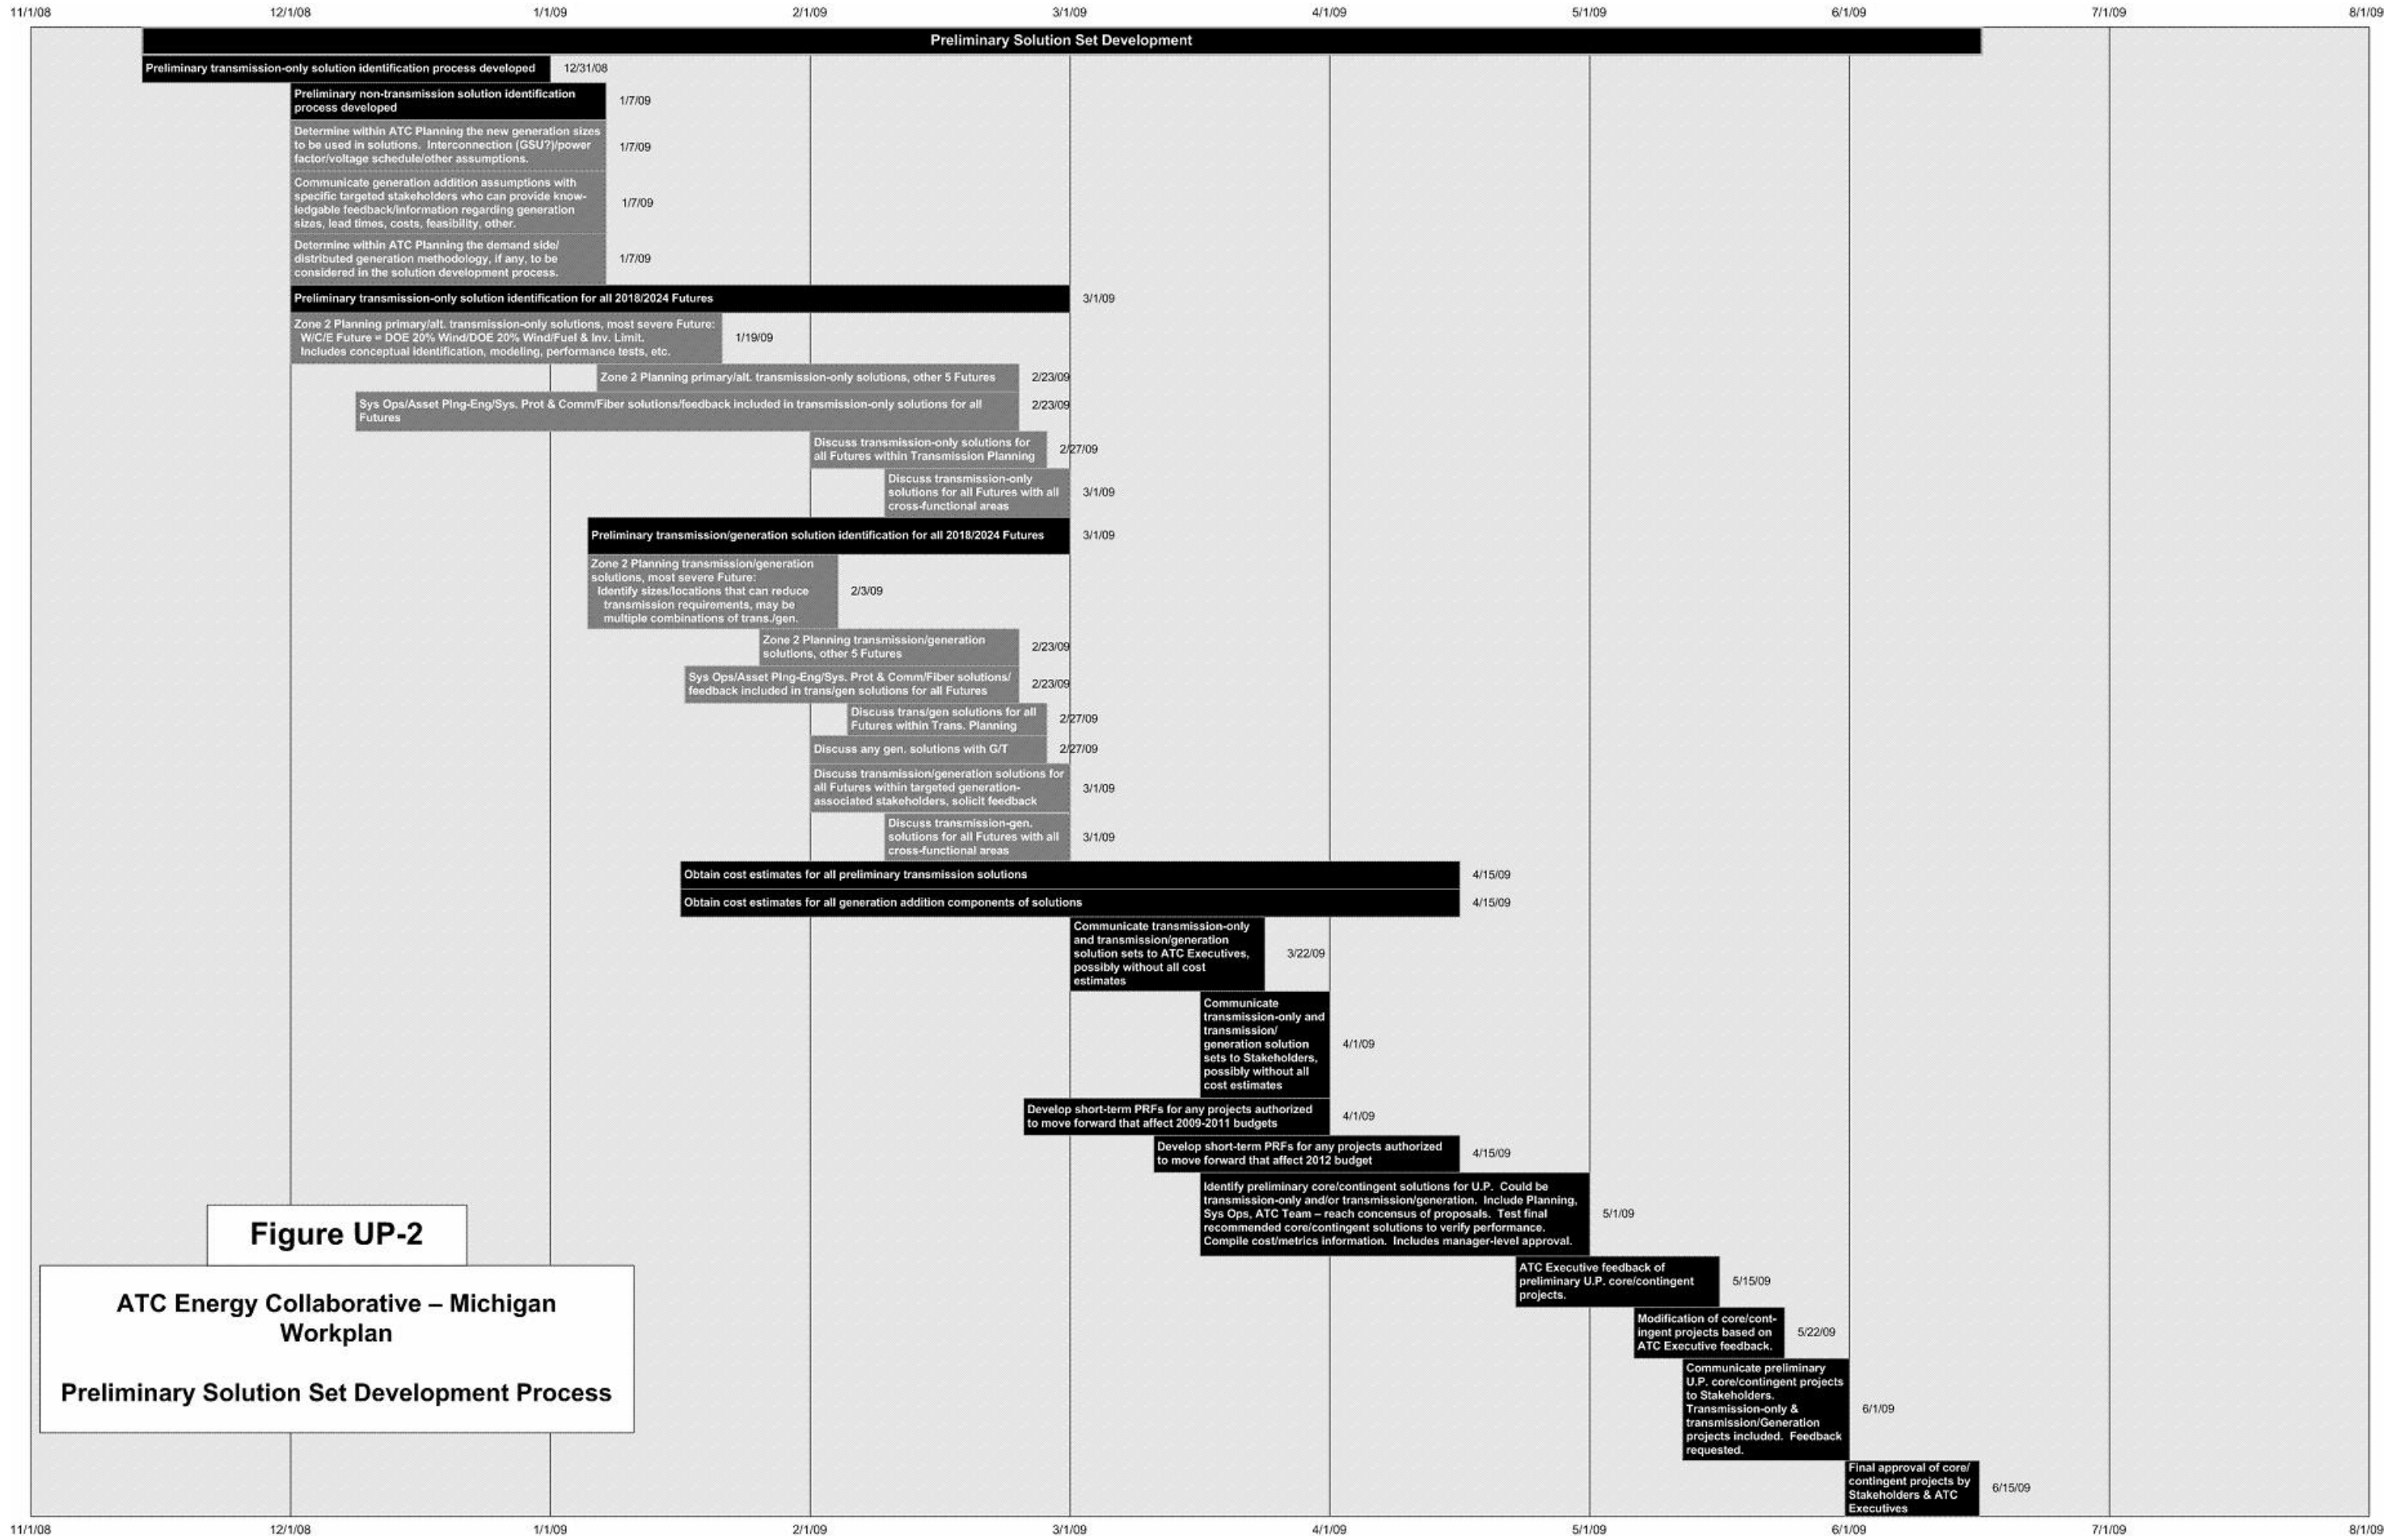 11/1/08 12/1/08 1/1/09 2/1/09 3/1/09 4/1/09 5/1/09 6/1/09 7/1/09 8/1/09
Preliminary Solution Set Development
Preliminary transmission-only solution identification process developed 12/31/08
Preliminary non-transmission solution identification
process developed
1/7/09
Determine within ATC Planning the new generation sizes
to be used in solutions. Interconnection (GSU?)/power
factor/voltage schedule/other assumptions.
1/7/09
Communicate generation addition assumptions with
specific targeted stakeholders who can provide know-
ledgable feedback/information regarding generation
sizes, lead times, costs, feasibility, other.
1/7/09
Determine within ATC Planning the demand side/
distributed generation methodology, if any, to be
considered in the solution development process.
1/7/09
Preliminary transmission-only solution identification for all 2018/2024 Futures 3/1/09
Zone 2 Planning primary/alt. transmission-only solutions, most severe Future:
W/C/E Future = DOE 20% Wind/DOE 20% Wind/Fuel & Inv. Limit.
Includes conceptual identification, modeling, performance tests, etc.
1/19/09
Zone 2 Planning primary/alt. transmission-only solutions, other 5 Futures 2/23/09
Sys Ops/Asset Plng-Eng/Sys. Prot & Comm/Fiber solutions/feedback included in transmission-only solutions for all
Futures
2/23/09
Discuss transmission-only solutions for
all Futures within Transmission Planning
2/27/09
Discuss transmission-only
solutions for all Futures with all
cross-functional areas
3/1/09
Preliminary transmission/generation solution identification for all 2018/2024 Futures 3/1/09
Zone 2 Planning transmission/generation
solutions, most severe Future:
Identify sizes/locations that can reduce
transmission requirements, may be
multiple combinations of trans./gen.
2/3/09
Zone 2 Planning transmission/generation
solutions, other 5 Futures
2/23/09
Sys Ops/Asset Plng-Eng/Sys. Prot & Comm/Fiber solutions/
feedback included in trans/gen solutions for all Futures
2/23/09
Discuss trans/gen solutions for all
Futures within Trans. Planning
2/27/09
Discuss any gen. solutions with G/T 2/27/09
Discuss transmission/generation solutions for
all Futures within targeted generation-
associated stakeholders, solicit feedback
3/1/09
Discuss transmission-gen.
solutions for all Futures with all
cross-functional areas
3/1/09
Obtain cost estimates for all preliminary transmission solutions 4/15/09
Obtain cost estimates for all generation addition components of solutions 4/15/09
Communicate transmission-only
and transmission/generation
solution sets to ATC Executives,
possibly without all cost
estimates
3/22/09
Communicate
transmission-only and
transmission/
generation solution
sets to Stakeholders,
possibly without all
cost estimates
4/1/09
Develop short-term PRFs for any projects authorized
to move forward that affect 2009-2011 budgets
4/1/09
Develop short-term PRFs for any projects authorized
to move forward that affect 2012 budget
4/15/09
Identify preliminary core/contingent solutions for U.P. Could be
transmission-only and/or transmission/generation. Include Planning,
Sys Ops, ATC Team – reach concensus of proposals. Test final
recommended core/contingent solutions to verify performance.
Compile cost/metrics information. Includes manager-level approval.
5/1/09
ATC Executive feedback of
preliminary U.P. core/contingent
projects.
5/15/09
Modification of core/cont-
ingent projects based on
ATC Executive feedback.
5/22/09
Communicate preliminary
U.P. core/contingent projects
to Stakeholders.
Transmission-only &
transmission/Generation
projects included. Feedback
requested.
6/1/09
Final approval of core/
contingent projects by
Stakeholders & ATC
Executives
6/15/09
Figure UP-2
ATC Energy Collaborative – Michigan
Workplan
Preliminary Solution Set Development Process
11/1/08 12/1/08 1/1/09 2/1/09 3/1/09 4/1/09 5/1/09 6/1/09 7/1/09 8/1/09